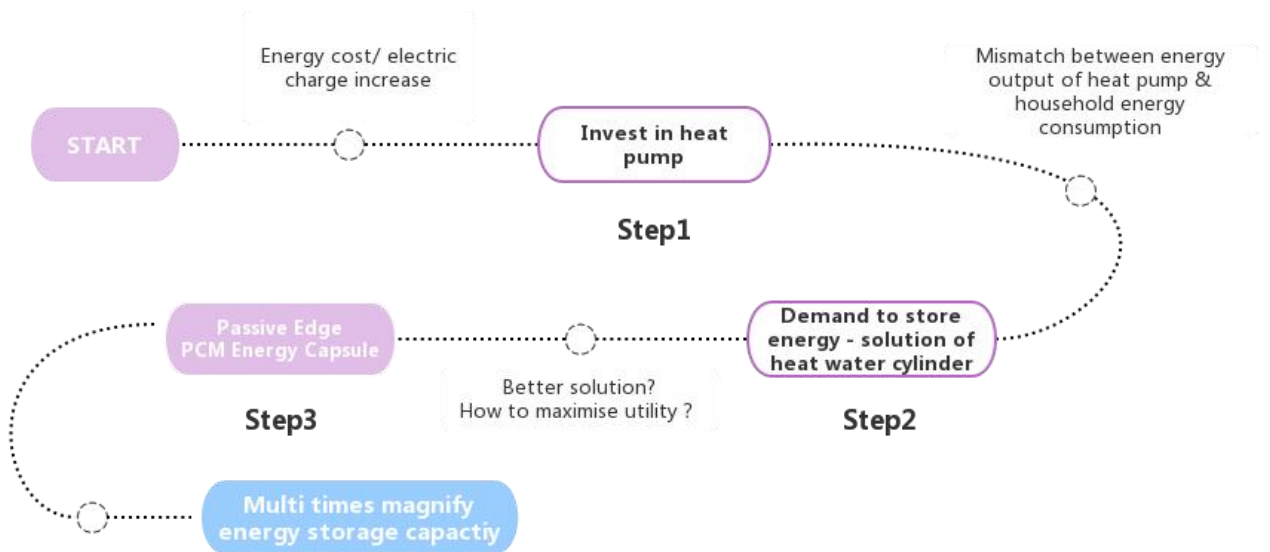 Energy cost/ electric
charge increase
Mismatch between energy
output of heat pump &
household energy
consumption
START
Invest in heat
pump
Step1
Passive Edge
PCM Energy Capsule
Demand to store
energy - solution of
heat water cylinder
Better solution?
How to maximise utility ?
Step3
Step2
Multi times magnify
energy storage capactiy